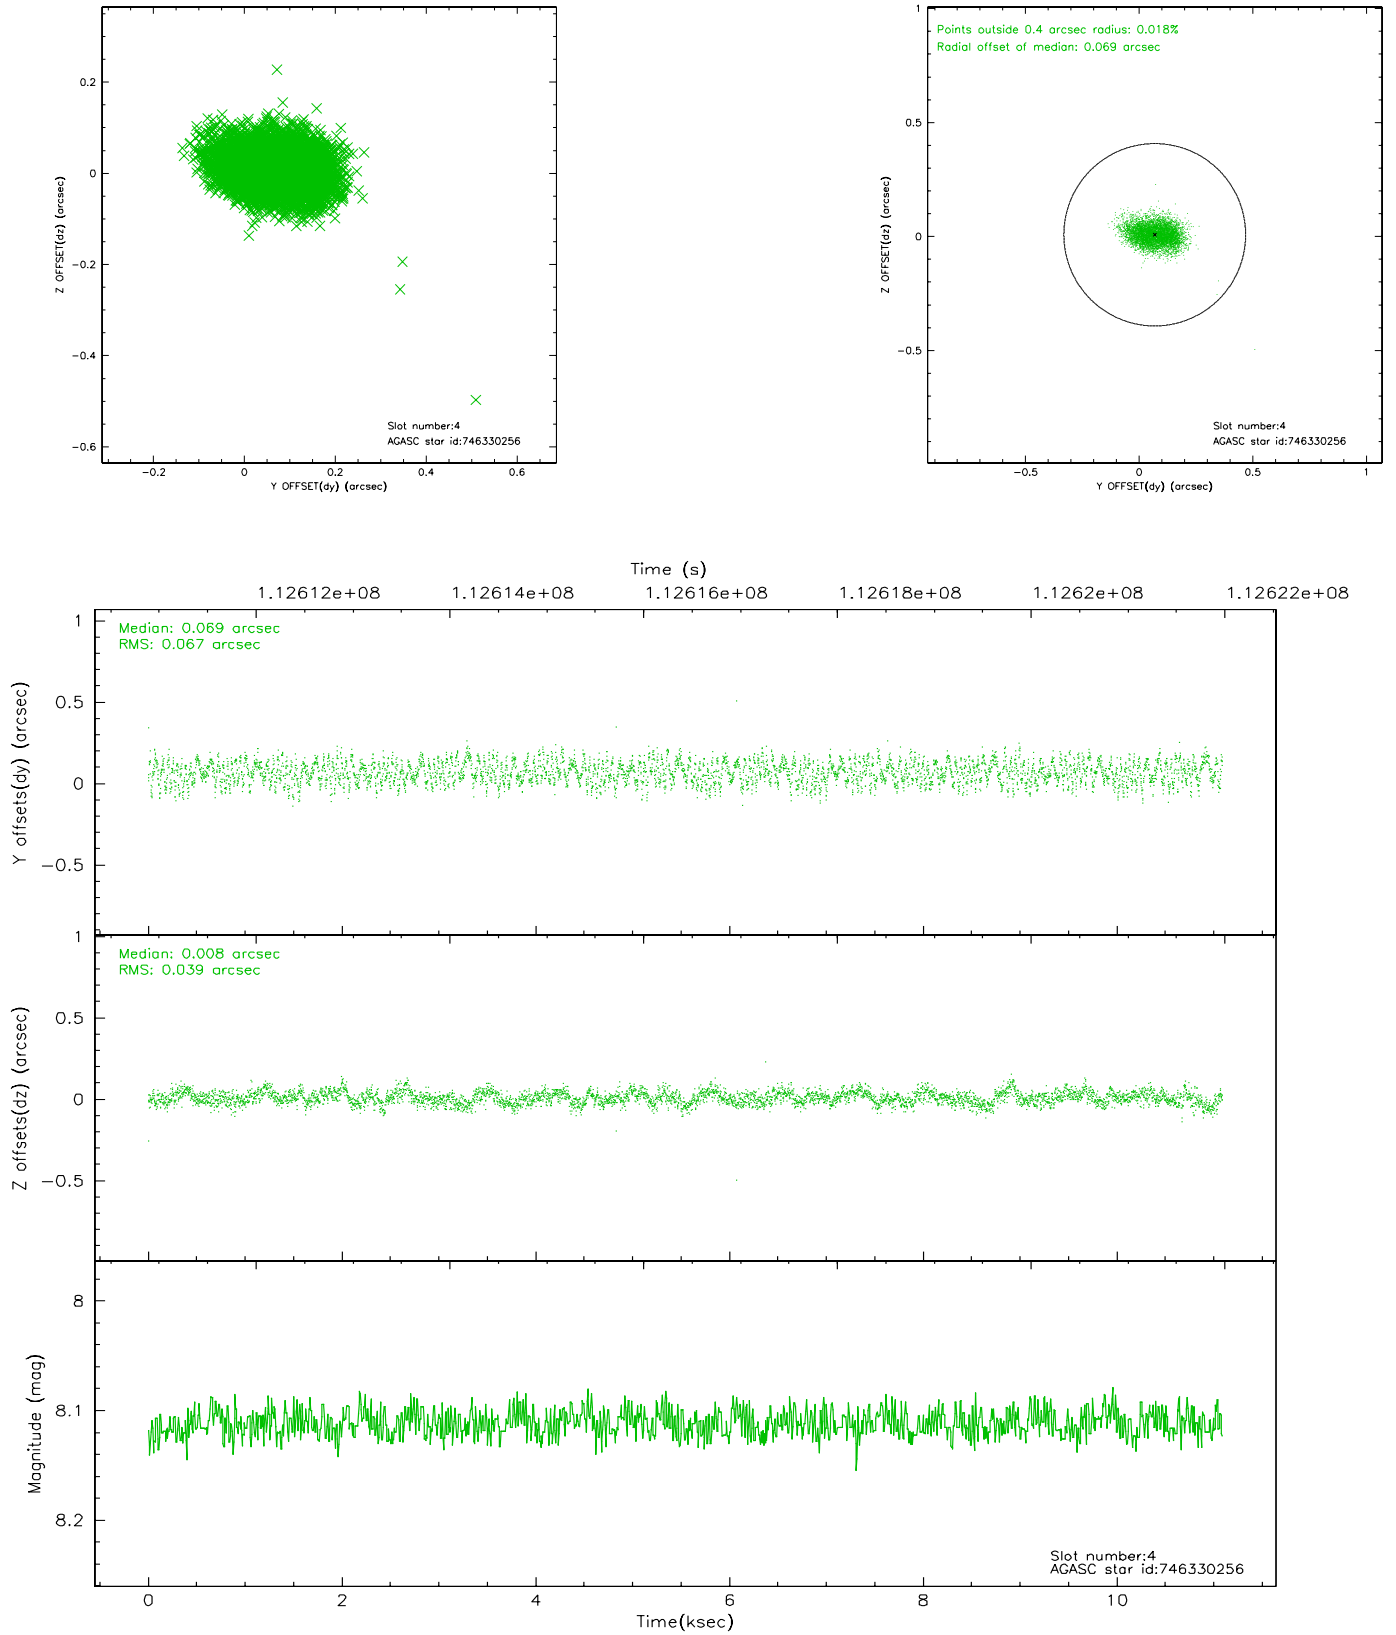 0.2
0
−0.2
−0.4
−0.6
Z OFFSET(dz) (arcsec)
Slot number:4
AGASC star id:746330256
−0.2 0 0.2 0.4 0.6
Y OFFSET(dy) (arcsec)
1
0.5
0
−0.5
Z OFFSET(dz) (arcsec)
Points outside 0.4 arcsec radius: 0.018%
Radial offset of median: 0.069 arcsec
Slot number:4
AGASC star id:746330256
−0.5 0 0.5 1
Y OFFSET(dy) (arcsec)
Time (s)
1.12612e+08 1.12614e+08 1.12616e+08 1.12618e+08 1.1262e+08 1.12622e+08
Median: 0.069 arcsec
RMS: 0.067 arcsec
1
0.5
0
−0.5
Y offsets(dy) (arcsec)
Median: 0.008 arcsec
RMS: 0.039 arcsec
1
0.5
0
−0.5
Z offsets(dz) (arcsec)
8
8.1
8.2
Magnitude (mag)
Slot number:4
AGASC star id:746330256
0 2 4 6 8 10
Time(ksec)